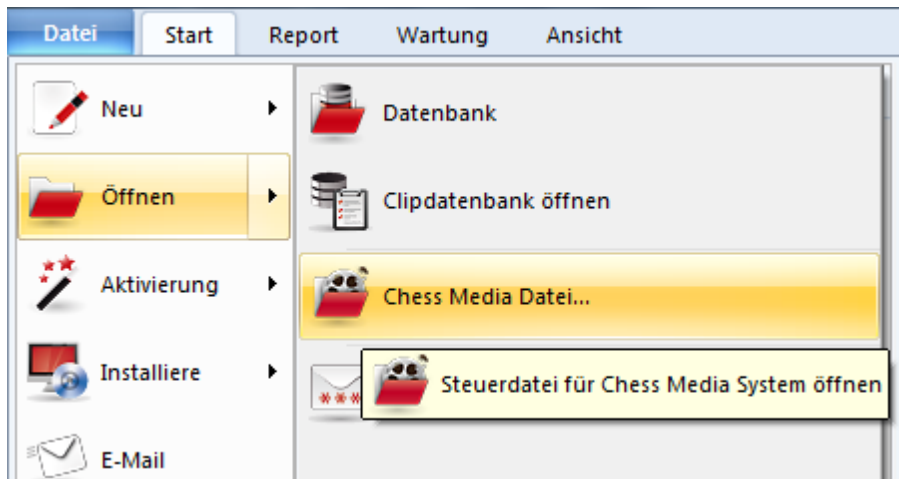 Datei Start Report Wartung Ansicht
Neu
Datenbank
Öffnen
Clipdatenbank öffnen
Aktivierung
Chess Media Datei...
Installiere
Steuerdatei für Chess Media System öffnen
E-Mail